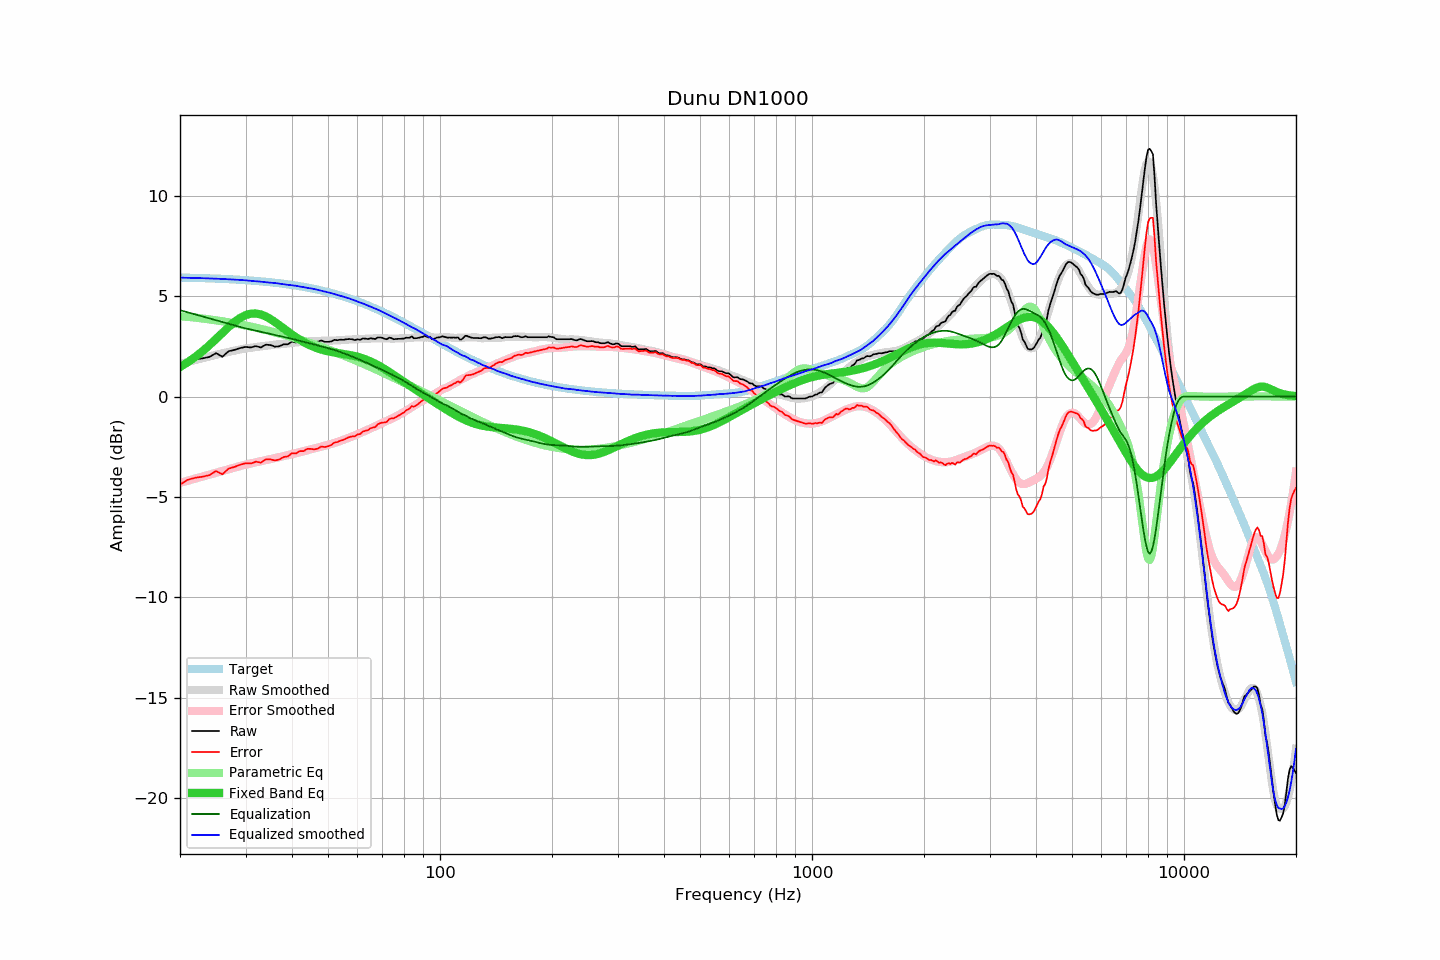 Dunu DN1000
Amplitude (dBr)
10
5
0
−5
−10
−15
−20
Target
Raw Smoothed
Error Smoothed
Raw
Error
Parametric Eq
Fixed Band Eq
Equalization
Equalized smoothed
100
1000
10000
Frequency (Hz)